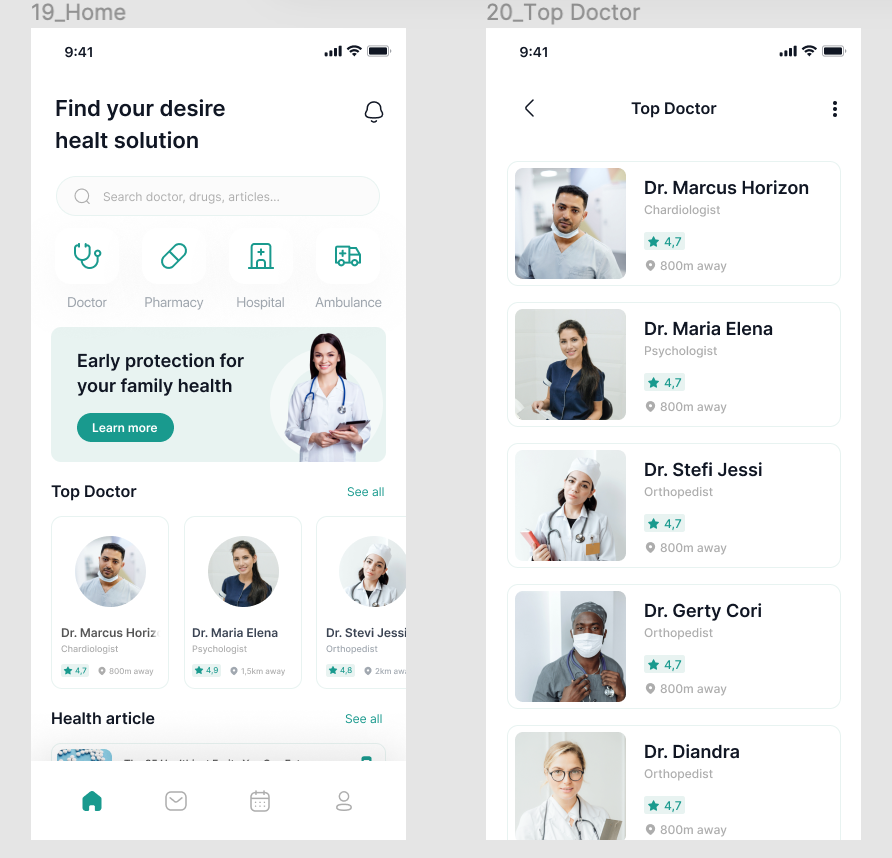 19_Home
9:41
Find your desire
healt solution
Search doctor, drugs, articles...
Doctor Pharmacy Hospital Ambulance
Early protection for
your family health
Learn more
Top Doctor See all
Dr. Marcus Horiz Dr. Maria Elena Dr. Stevi Jessi
Chardiologist Psychologist Orthopedist
4,7 800m away 4,9 1,5km away 4,8 2km awa
Health article See all
20_Top Doctor
9:41
Top Doctor
Dr. Marcus Horizon
Chardiologist
4,7
800m away
Dr. Maria Elena
Psychologist
4,7
800m away
Dr. Stefi Jessi
Orthopedist
4,7
800m away
Dr. Gerty Cori
Orthopedist
4,7
800m away
Dr. Diandra
Orthopedist
4,7
800m away